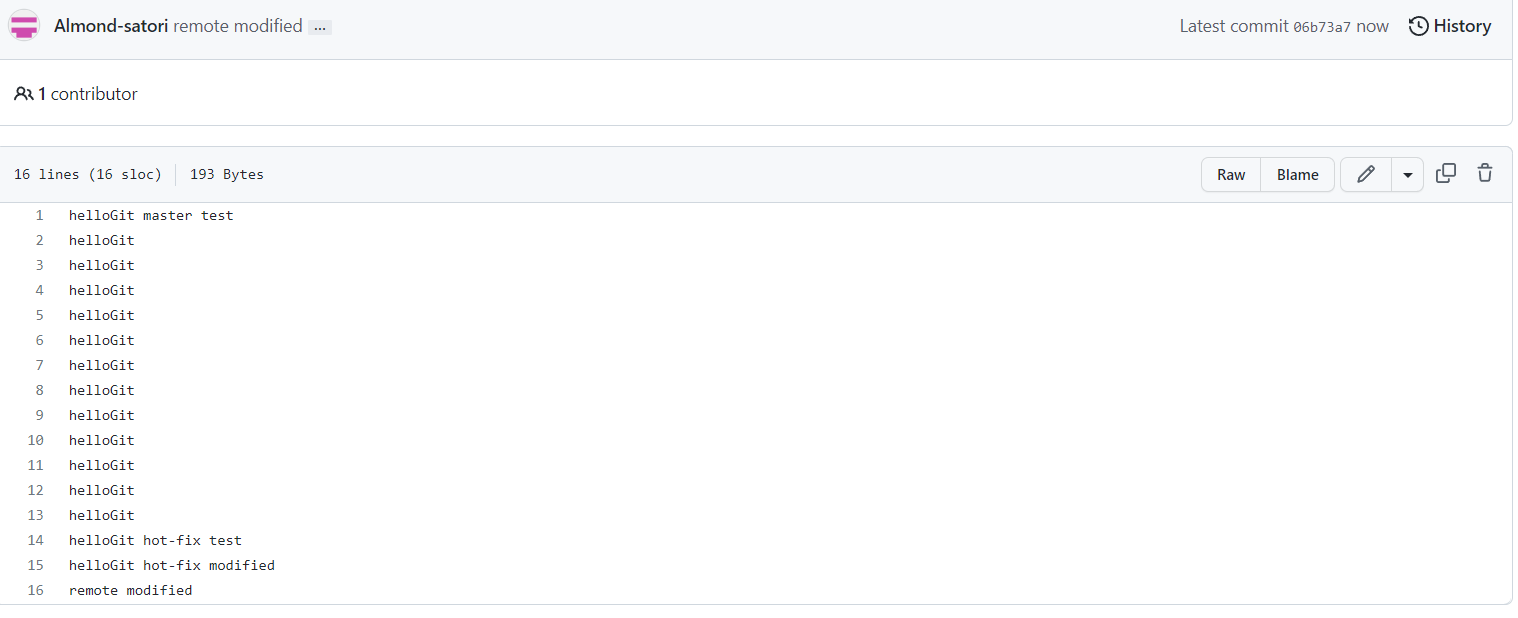 Almond-satori remote modified ... Latest commit 06b73a7 now History
1 contributor
16 lines (16 sloc) 193 Bytes Raw Blame
1 helloGit master test
2 helloGit
3 helloGit
4 helloGit
5 helloGit
6 helloGit
7 helloGit
8 helloGit
9 helloGit
10 helloGit
11 helloGit
12 helloGit
13 helloGit
14 helloGit hot-fix test
15 helloGit hot-fix modified
16 remote modified